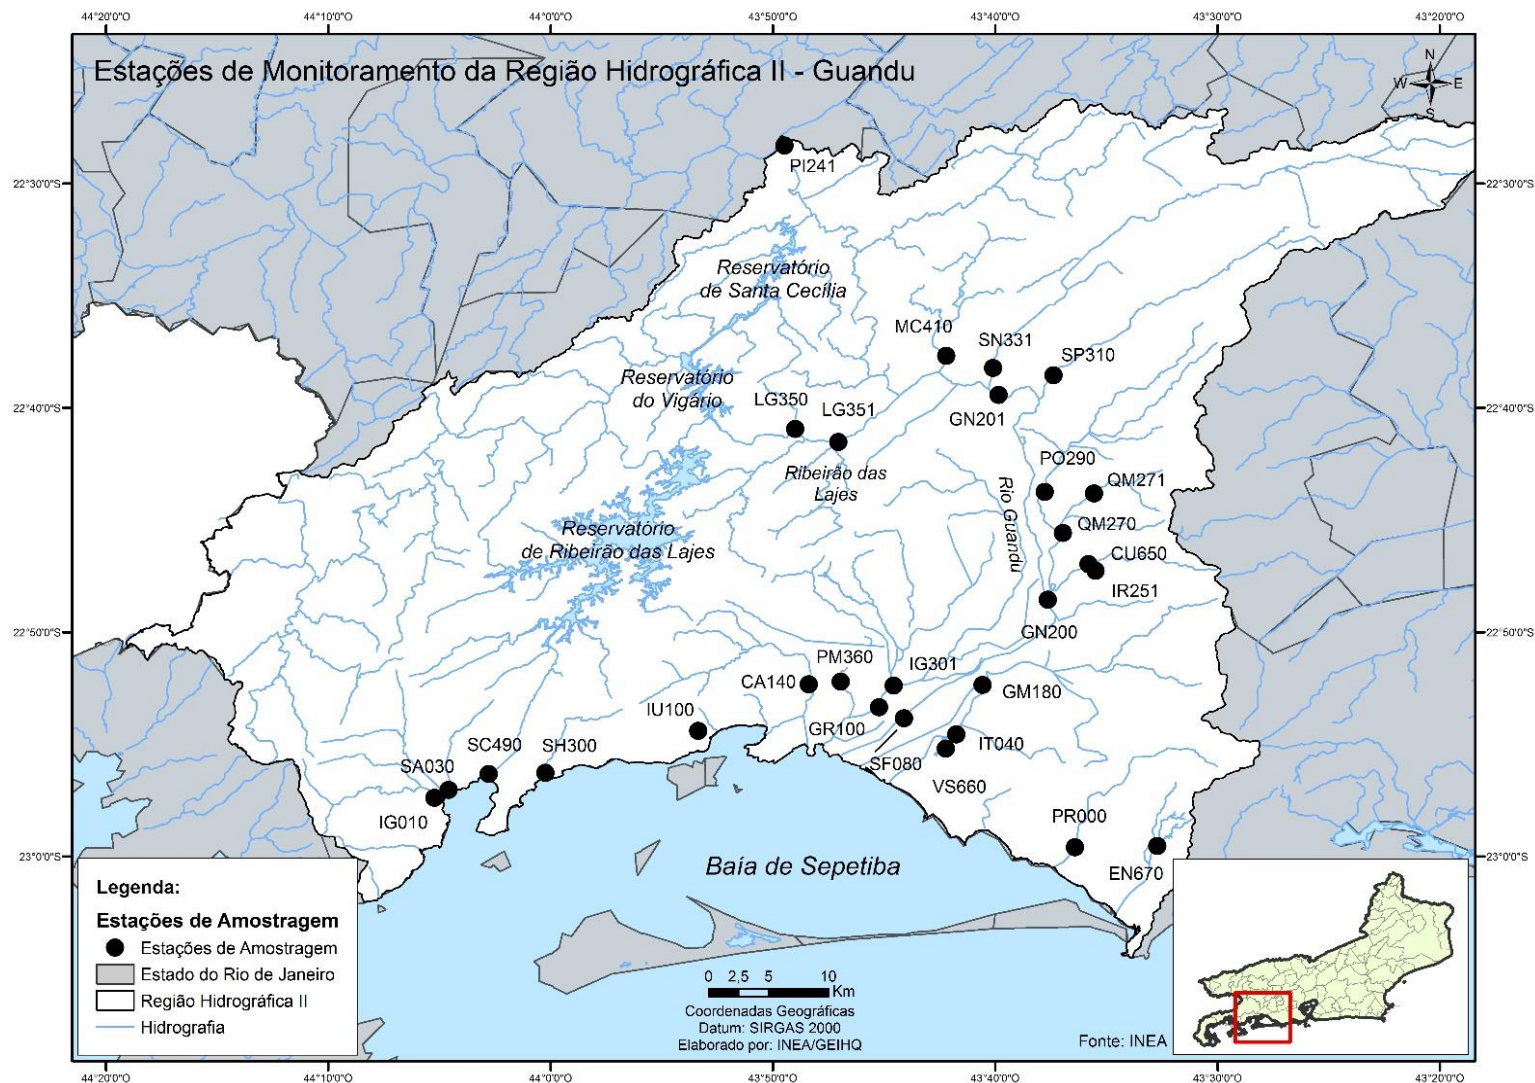 44°20'0"O 44°10'0"O 44°0'0"O 43°50'0"O 43°40'0"O 43°30'0"O 43°20'0"O
Estações de Monitoramento da Região Hidrográfica II - Guandu
N
W E
S
PI241
22°30'0"S 22°30'0"S
Reservatório
de Santa Cecília
MC410
SN331
SP310
Reservatório
do Vigário
LG350
LG351
22°40'0"S 22°40'0"S
GN201
PO290
Ribeirão das
Lajes
QM271
Rio Guandu
QM270
Reservatório
de Ribeirão das Lajes
CU650
IR251
GN200
22°50'0"S 22°50'0"S
PM360
IG301
CA140
GM180
IU100
GR100
SC490
SH300
IT040
SA030
SF080
VS660
IG010
PR000
23°0'0"S 23°0'0"S
Baía de Sepetiba
EN670
Legenda:
Estações de Amostragem
Estações de Amostragem
Estado do Rio de Janeiro
Região Hidrográfica II
Hidrografia
0 2,5 5 10
Km
Coordenadas Geográficas
Datum: SIRGAS 2000
Elaborado por: INEA/GEIHQ
Fonte: INEA
44°20'0"O 44°10'0"O 44°0'0"O 43°50'0"O 43°40'0"O 43°30'0"O 43°20'0"O